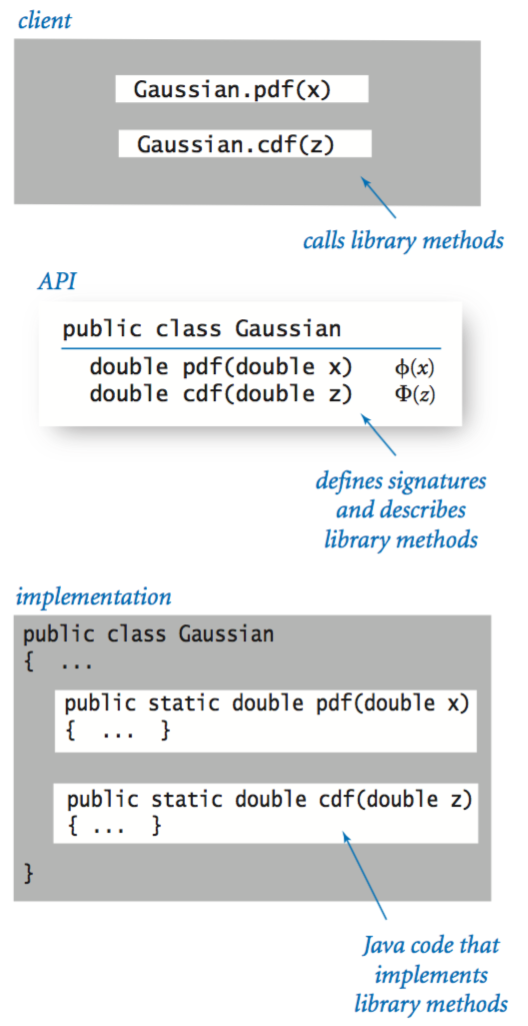 client
Gaussian.pdf(x)
Gaussian.cdf(z)
calls library methods
API
public class Gaussian
double pdf(double x) ϕ(x)
double cdf(double z) Φ(z)
defines signatures
and describes
library methods
implementation
public class Gaussian
{ ...
public static double pdf(double x)
{ ... }
public static double cdf(double z)
{ ... }
}
Java code that
implements
library methods